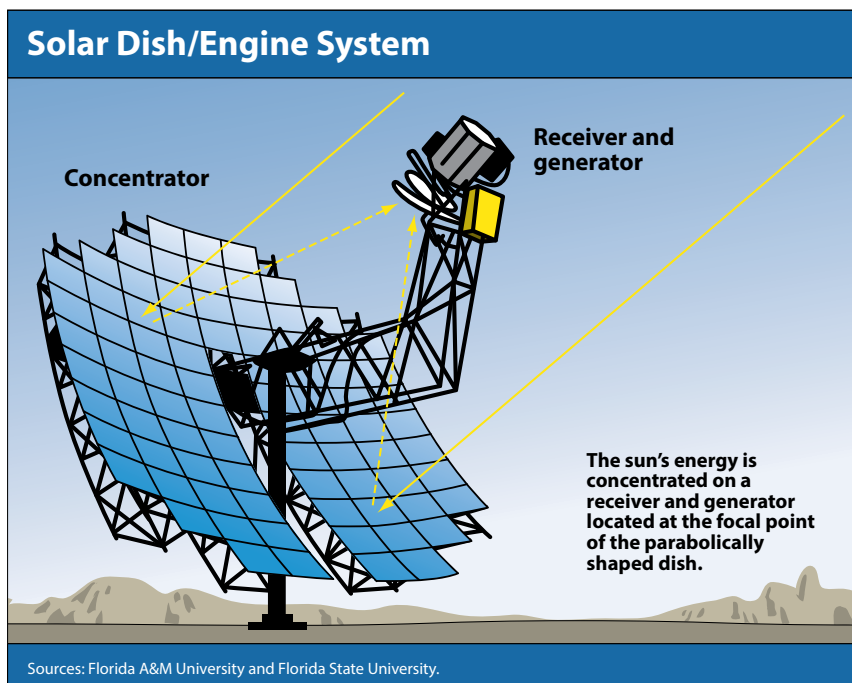 Solar Dish/Engine System
Concentrator
Receiver and
generator
The sun's energy is
concentrated on a
receiver and generator
located at the focal point
of the parabolically
shaped dish.
Sources: Florida A&M University and Florida State University.